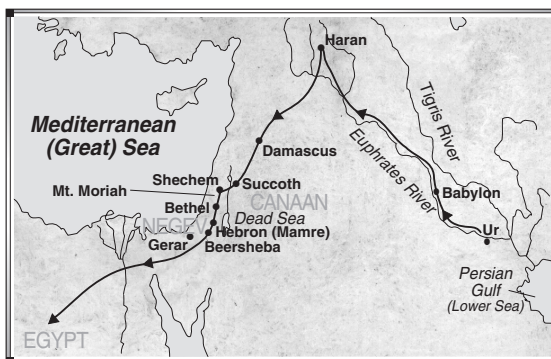 Haran
Mediterranean
(Great) Sea
Tigris River
Euphrates River
Damascus
Shechem
Succoth
Mt. Moriah
CANAAN
Babylon
Bethel
Dead Sea
NEGEV
Hebron (Mamre)
Ur
Gerar
Beersheba
Persian
Gulf
(Lower Sea)
EGYPT